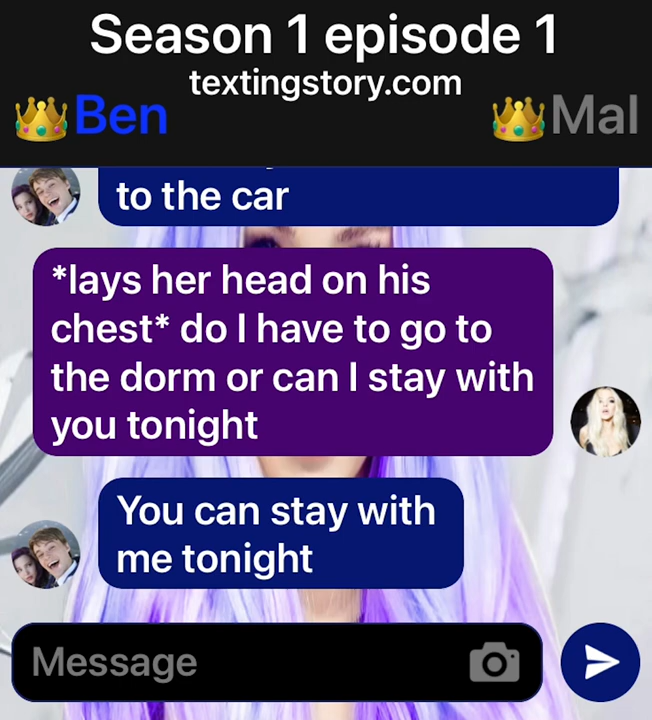 Season 1 episode 1
textingstory.com
👑Ben 👑Mal
to the car
*lays her head on his
chest* do I have to go to
the dorm or can I stay with
you tonight
You can stay with
me tonight
Message